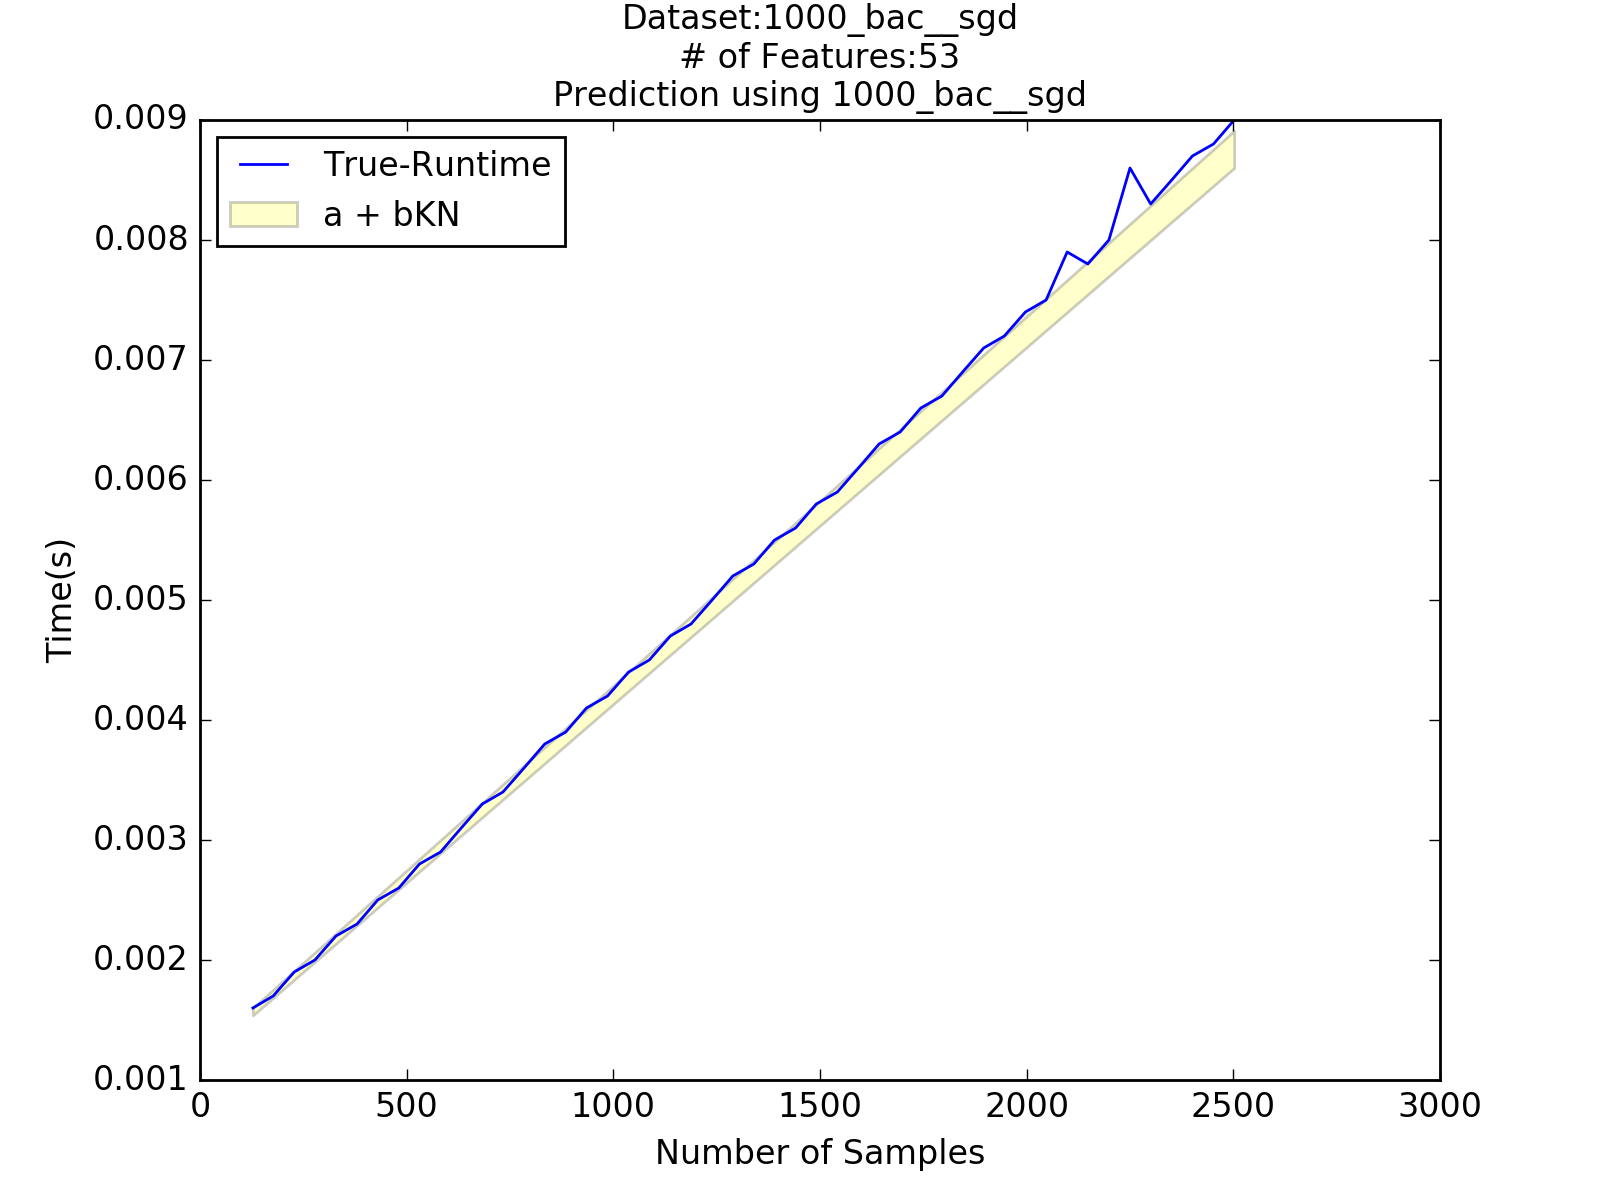 Dataset:1000_bac__sgd
# of Features:53
Prediction using 1000_bac__sgd
0.009
0.008
0.007
0.006
0.005
0.004
0.003
0.002
0.001
Time(s)
True-Runtime
a + bKN
0 500 1000 1500 2000 2500 3000
Number of Samples